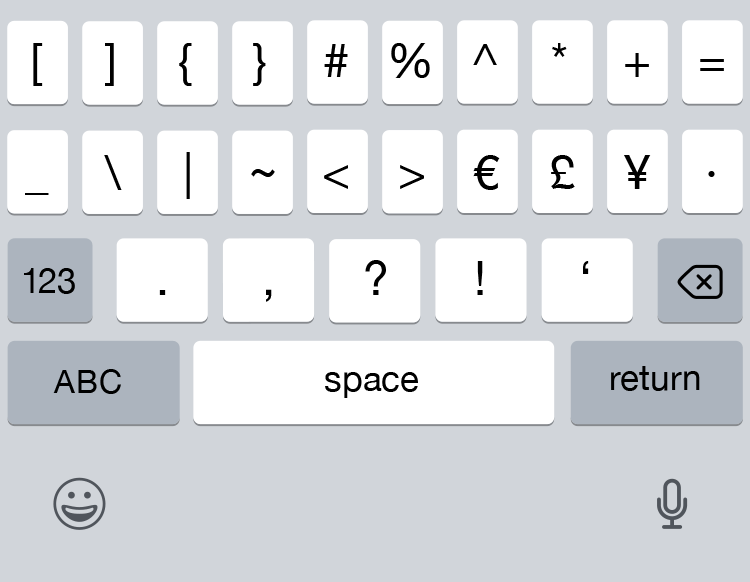 [ ] { } # % ^ * + =
_ \ | ~ < > € £ ¥ ·
123 . , ? ! ‘
ABC space return